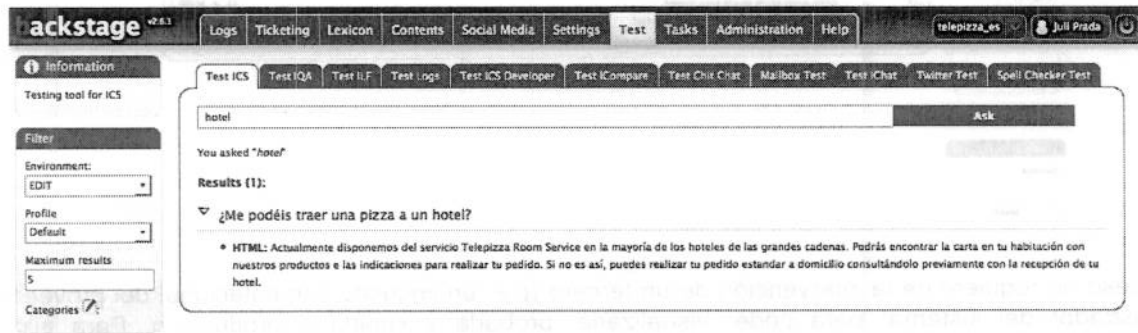 ackstage v2.6.1
Logs Ticketing Lexicon Contents Social Media Settings Test Tasks Administration Help
telepizza_es Juli Prada
Information
Testing tool for ICS
Filter
Environment:
EDIT
Profile
Default
Maximum results
5
Categories
Test ICS Test IQA Test ILF Test Logs Test ICS Developer Test ICompare Test Chit Chat Mailbox Test Test IChat Twitter Test Spell Checker Test
hotel Ask
You asked "hotel"
Results (1):
¿Me podéis traer una pizza a un hotel?
• HTML: Actualmente disponemos del servicio Telepizza Room Service en la mayoría de los hoteles de las grandes cadenas. Podrás encontrar la carta en tu habitación con
nuestros productos e las indicaciones para realizar tu pedido. Si no es así, puedes realizar tu pedido estandar a domicilio consultándolo previamente con la recepción de tu
hotel.